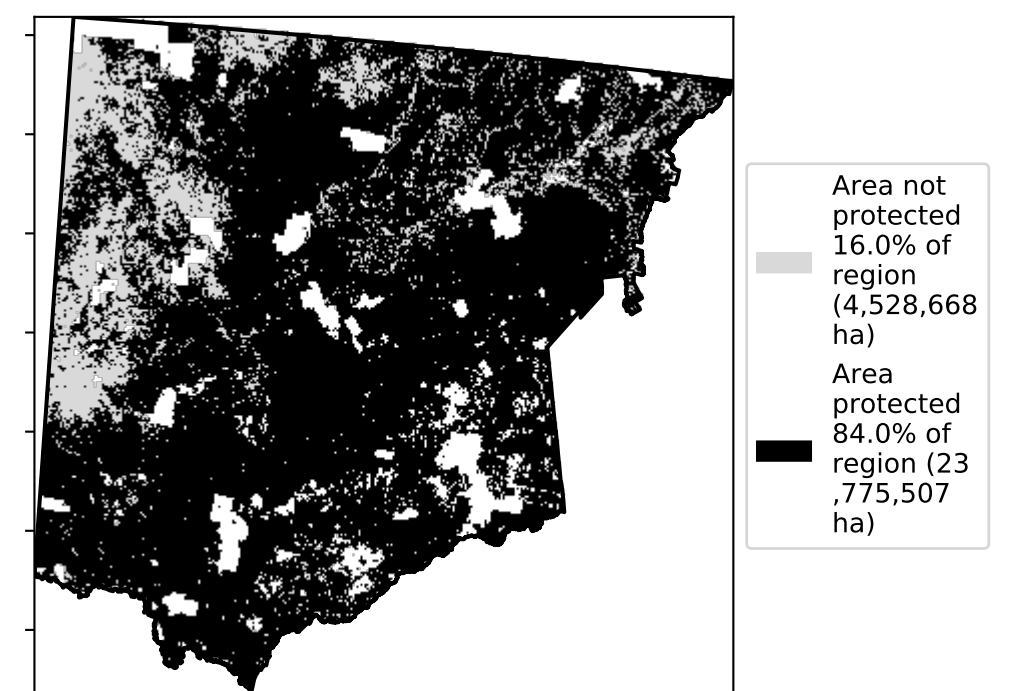 Area not
protected
16.0% of
region
(4,528,668
ha)
Area
protected
84.0% of
region (23
,775,507
ha)